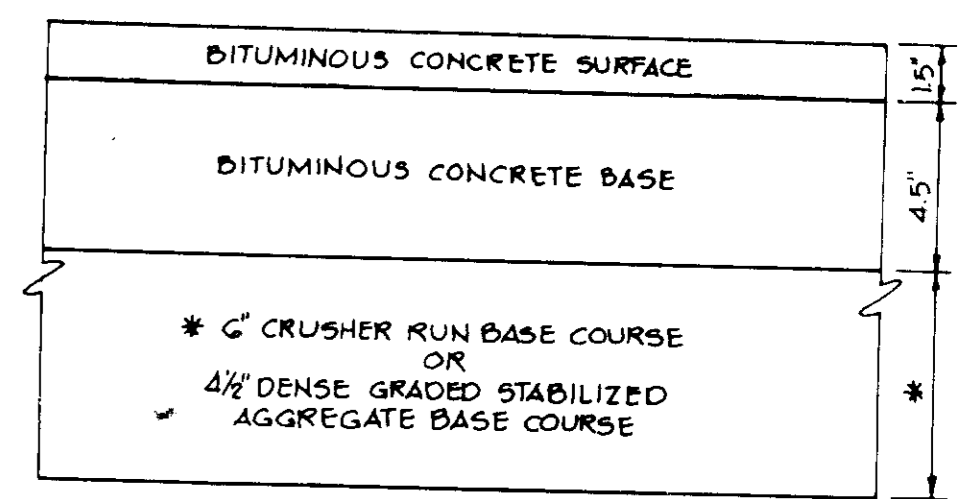 BITUMINOUS CONCRETE SURFACE
1.5"
BITUMINOUS CONCRETE BASE
4.5"
* 6" CRUSHER RUN BASE COURSE
OR
4½" DENSE GRADED STABILIZED
AGGREGATE BASE COURSE
*